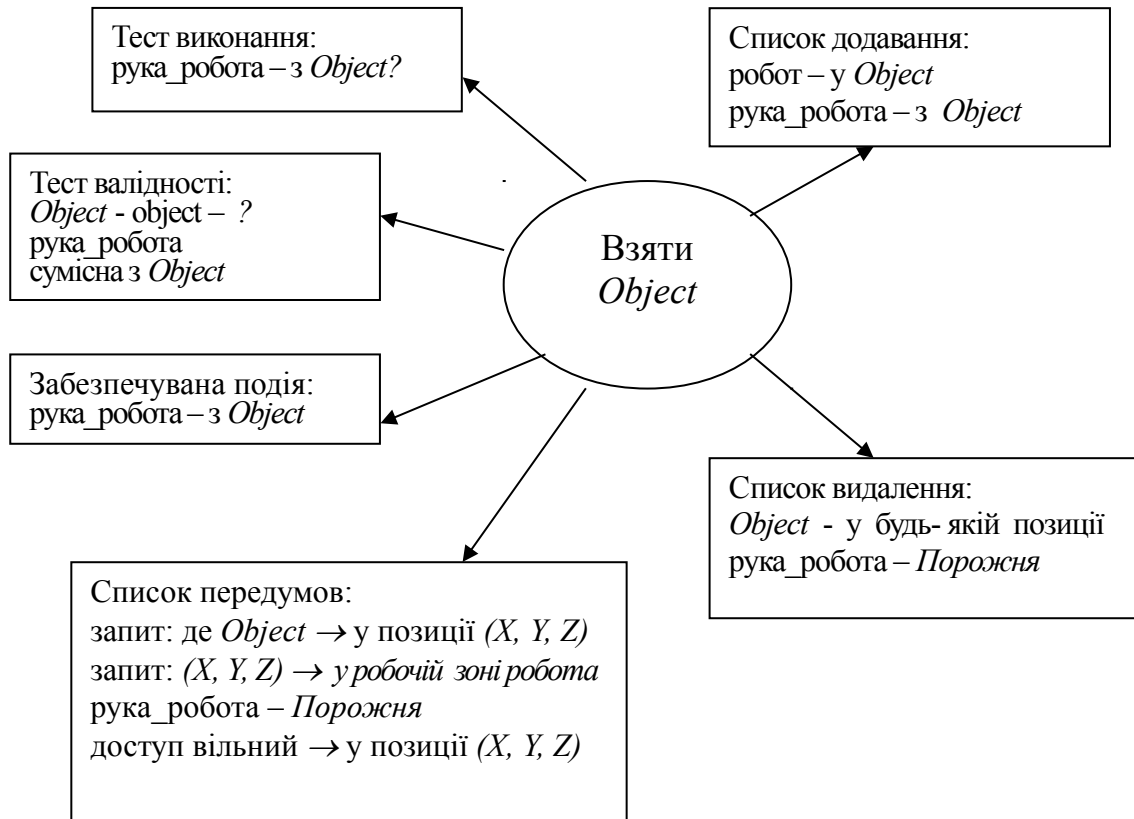 Тест виконання:
рука_робота – з Object?
Список додавання:
робот – у Object
рука_робота – з Object
Тест валідності:
Object - object – ?
рука_робота
сумісна з Object
Взяти
Object
Забезпечувана подія:
рука_робота – з Object
Список видалення:
Object - у будь- якій позиції
рука_робота – Порожня
Список передумов:
запит: де Object → у позиції (X, Y, Z)
запит: (X, Y, Z) → у робочій зоні робота
рука_робота – Порожня
доступ вільний → у позиції (X, Y, Z)